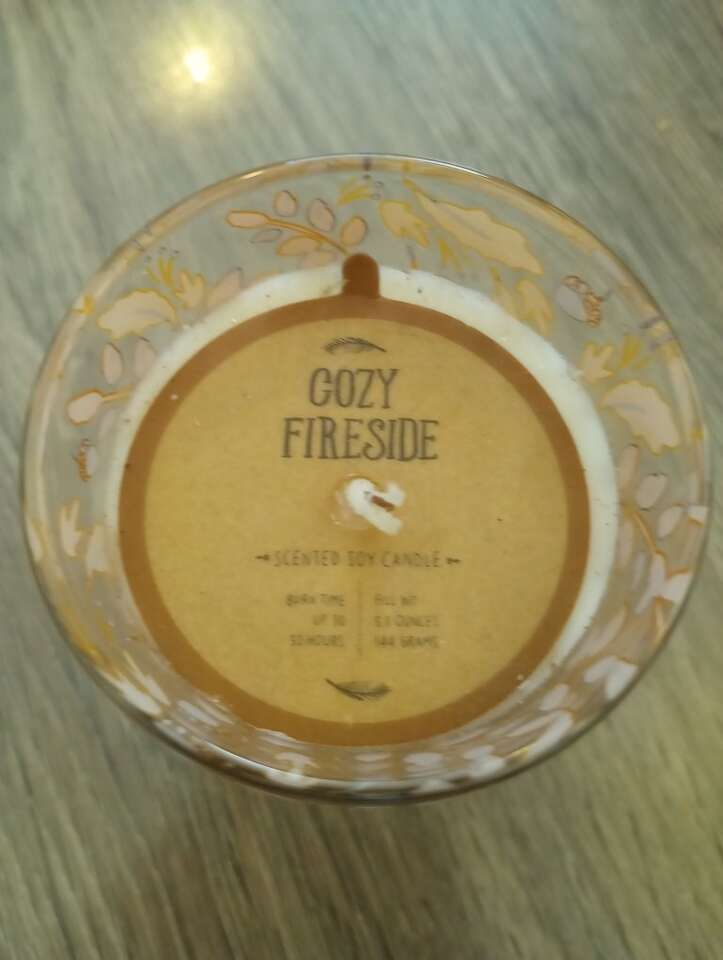 COZY
FIRESIDE
SCENTED SOY CANDLE
BURN TIME
UP TO
30 HOURS
FILL WT
5.1 OUNCES
144 GRAMS